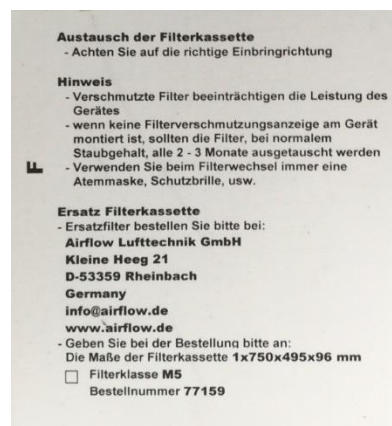 Austausch der Filterkassette
- Achten Sie auf die richtige Einbringrichtung
Hinweis
- Verschmutzte Filter beeinträchtigen die Leistung des
Gerätes
- wenn keine Filterverschmutzungsanzeige am Gerät
montiert ist, sollten die Filter, bei normalem
Staubgehalt, alle 2 - 3 Monate ausgetauscht werden
- Verwenden Sie beim Filterwechsel immer eine
Atemmaske, Schutzbrille, usw.
F
Ersatz Filterkassette
- Ersatzfilter bestellen Sie bitte bei:
Airflow Lufttechnik GmbH
Kleine Heeg 21
D-53359 Rheinbach
Germany
info@airflow.de
www.airflow.de
- Geben Sie bei der Bestellung bitte an:
Die Maße der Filterkassette 1x750x495x96 mm
Filterklasse M5
Bestellnummer 77159